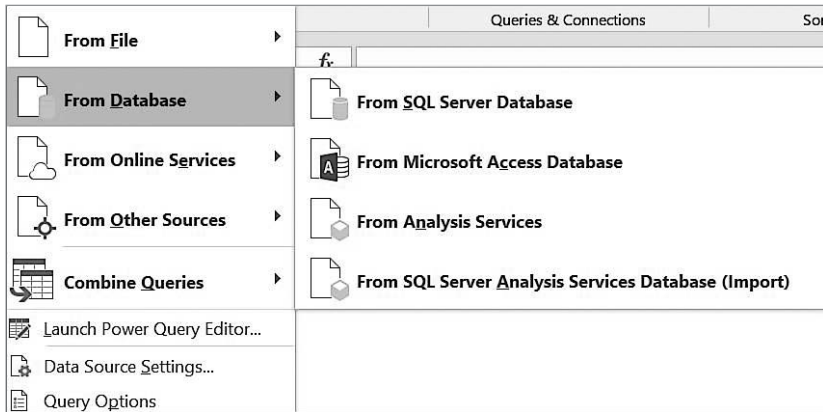 Queries & Connections
From File
fx
From Database
From SQL Server Database
From Microsoft Access Database
From Online Services
From Other Sources
From Analysis Services
Combine Queries
From SQL Server Analysis Services Database (Import)
Launch Power Query Editor...
Data Source Settings...
Query Options